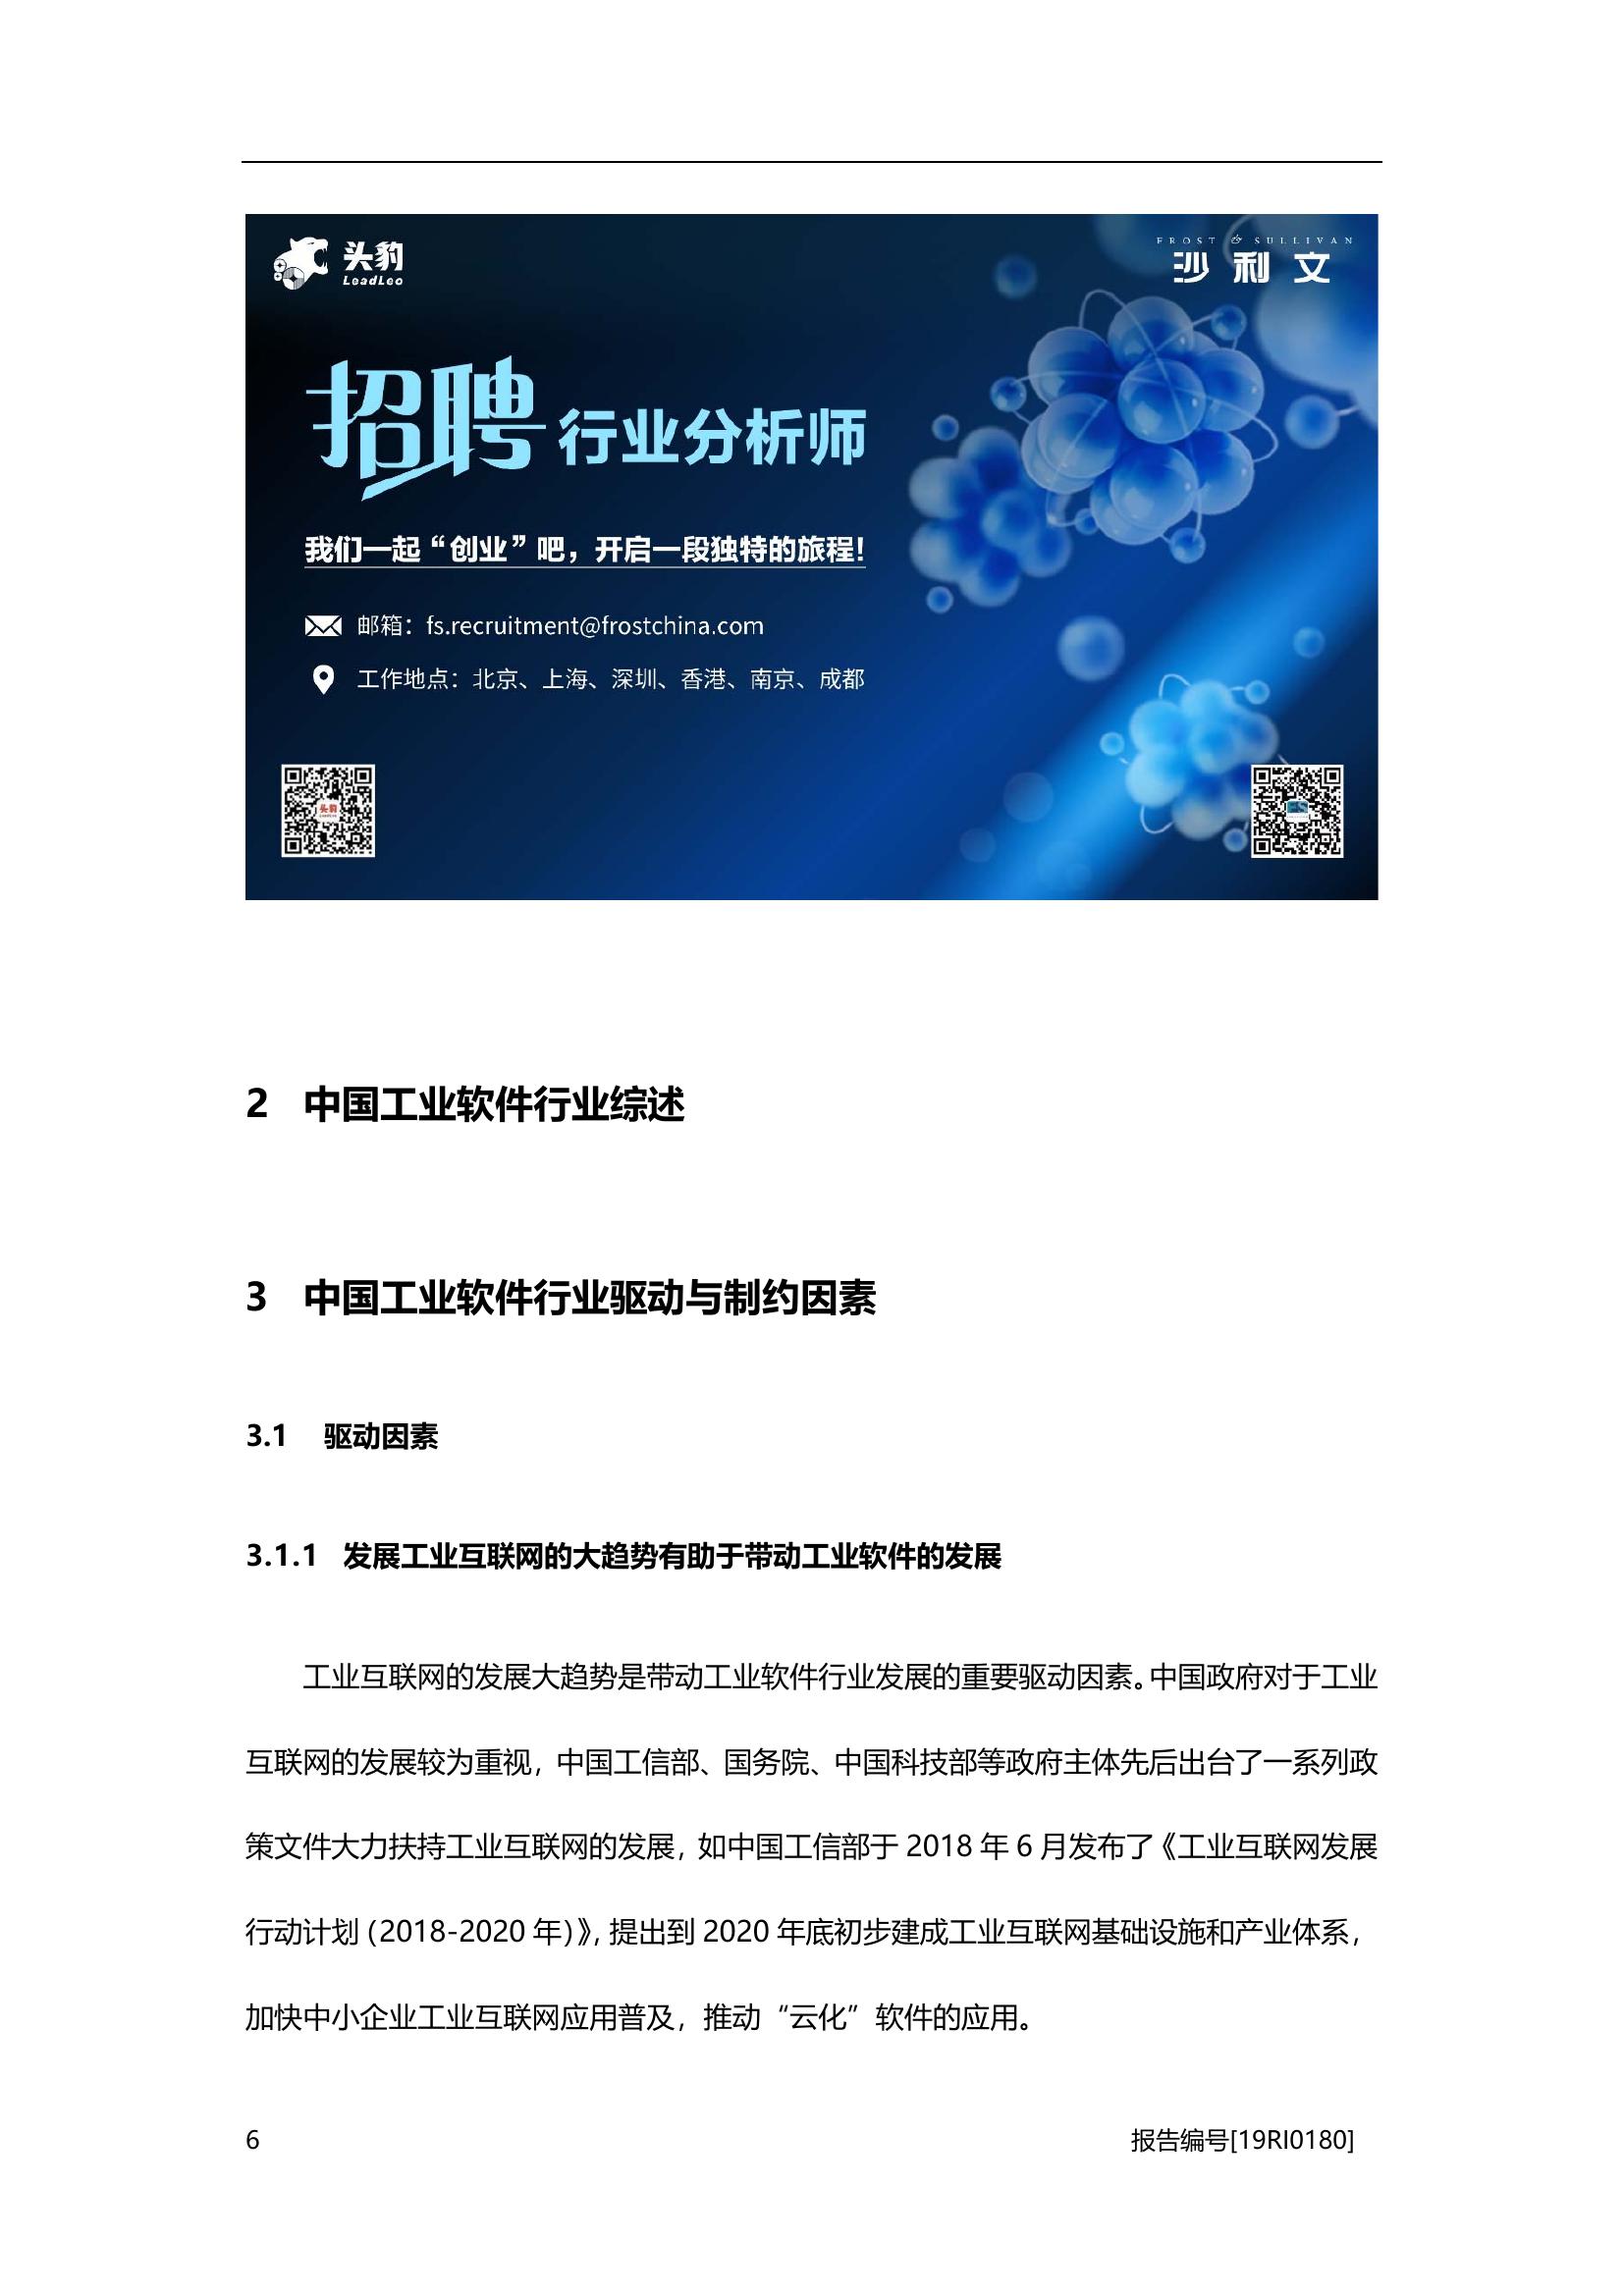 头豹
LeadLeo
FROST & SULLIVAN
沙利文
招聘 行业分析师
我们一起“创业”吧，开启一段独特的旅程！
邮箱：fs.recruitment@frostchina.com
工作地点：北京、上海、深圳、香港、南京、成都
头豹
2 中国工业软件行业综述
3 中国工业软件行业驱动与制约因素
3.1 驱动因素
3.1.1 发展工业互联网的大趋势有助于带动工业软件的发展
工业互联网的发展大趋势是带动工业软件行业发展的重要驱动因素。中国政府对于工业
互联网的发展较为重视，中国工信部、国务院、中国科技部等政府主体先后出台了一系列政
策文件大力扶持工业互联网的发展，如中国工信部于 2018 年 6 月发布了《工业互联网发展
行动计划（2018-2020 年）》，提出到 2020 年底初步建成工业互联网基础设施和产业体系，
加快中小企业工业互联网应用普及，推动“云化”软件的应用。
6 报告编号[19RI0180]